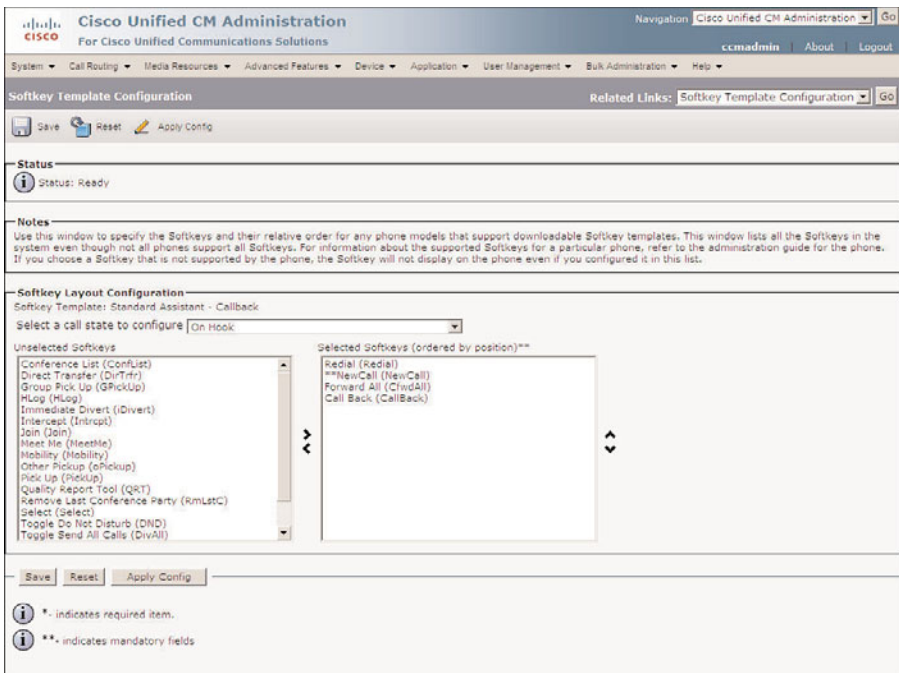 Cisco Unified CM Administration
For Cisco Unified Communications Solutions
CISCO
Navigation Cisco Unified CM Administration Go
ccmadmin | About | Logout
System Call Routing Media Resources Advanced Features Device Application User Management Bulk Administration Help
Softkey Template Configuration
Related Links: Softkey Template Configuration Go
Save Reset Apply Config
Status
Status: Ready
Notes
Use this window to specify the Softkeys and their relative order for any phone models that support downloadable Softkey templates. This window lists all the Softkeys in the
system even though not all phones support all Softkeys. For information about the supported Softkeys for a particular phone, refer to the administration guide for the phone.
If you choose a Softkey that is not supported by the phone, the Softkey will not display on the phone even if you configured it in this list.
Softkey Layout Configuration
Softkey Template: Standard Assistant - Callback
Select a call state to configure On Hook
Unselected Softkeys
Conference List (ConfList)
Direct Transfer (DirTrfr)
Group Pick Up (GPickUp)
HLog (HLog)
Immediate Divert (iDivert)
Intercept (Intrcpt)
Join (Join)
Meet Me (MeetMe)
Mobility (Mobility)
Other Pickup (oPickup)
Pick Up (PickUp)
Quality Report Tool (QRT)
Remove Last Conference Party (RmLstC)
Select (Select)
Toggle Do Not Disturb (DND)
Toggle Send All Calls (DivAll)
Selected Softkeys (ordered by position)**
Redial (Redial)
**NewCall (NewCall)
Forward All (CfwdAll)
Call Back (CallBack)
Save Reset Apply Config
*- indicates required item.
**- indicates mandatory fields